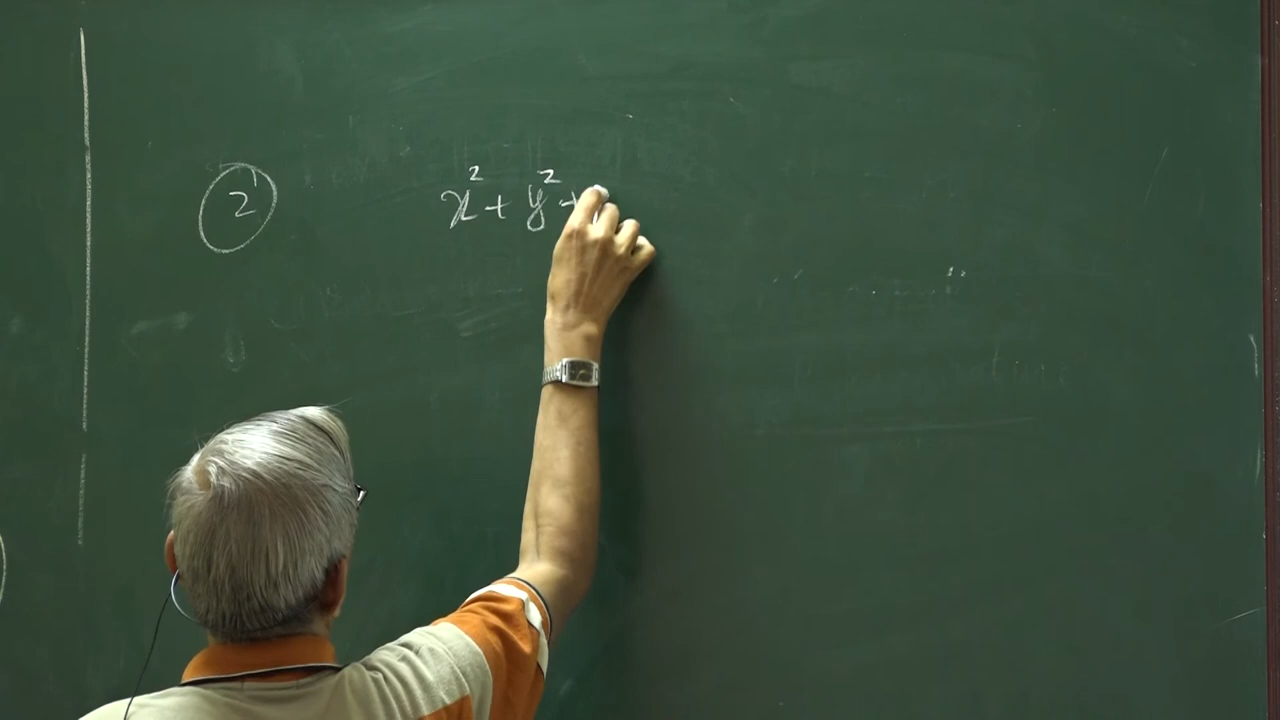 ② x² + y² +